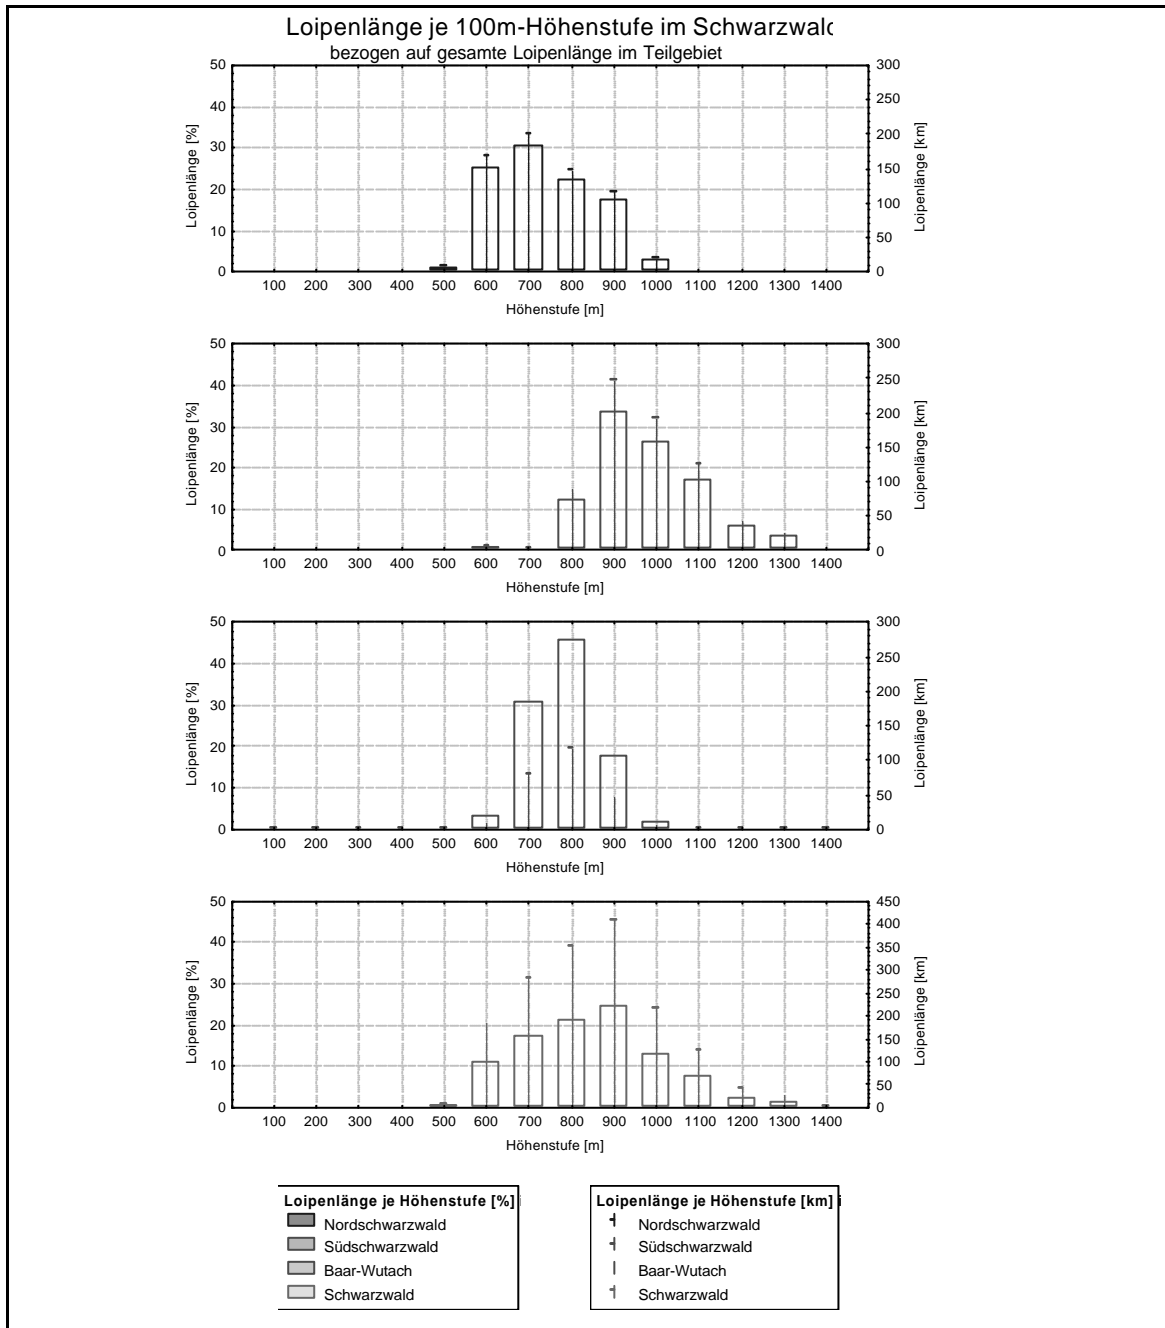 Loipenlänge je 100m-Höhenstufe im Schwarzwald
bezogen auf gesamte Loipenlänge im Teilgebiet
50 300
250
40
200
30
150
20
100
10
50
0 0
Loipenlänge [%]
Loipenlänge [km]
100 200 300 400 500 600 700 800 900 1000 1100 1200 1300 1400
Höhenstufe [m]
50 300
250
40
200
30
150
20
100
10
50
0 0
Loipenlänge [%]
Loipenlänge [km]
100 200 300 400 500 600 700 800 900 1000 1100 1200 1300 1400
Höhenstufe [m]
50 300
250
40
200
30
150
20
100
10
50
0 0
Loipenlänge [%]
Loipenlänge [km]
100 200 300 400 500 600 700 800 900 1000 1100 1200 1300 1400
Höhenstufe [m]
50 450
400
40
350
300
30
250
20
200
150
10
100
50
0 0
Loipenlänge [%]
Loipenlänge [km]
100 200 300 400 500 600 700 800 900 1000 1100 1200 1300 1400
Höhenstufe [m]
Loipenlänge je Höhenstufe [%]
Nordschwarzwald
Südschwarzwald
Baar-Wutach
Schwarzwald
Loipenlänge je Höhenstufe [km]
Nordschwarzwald
Südschwarzwald
Baar-Wutach
Schwarzwald